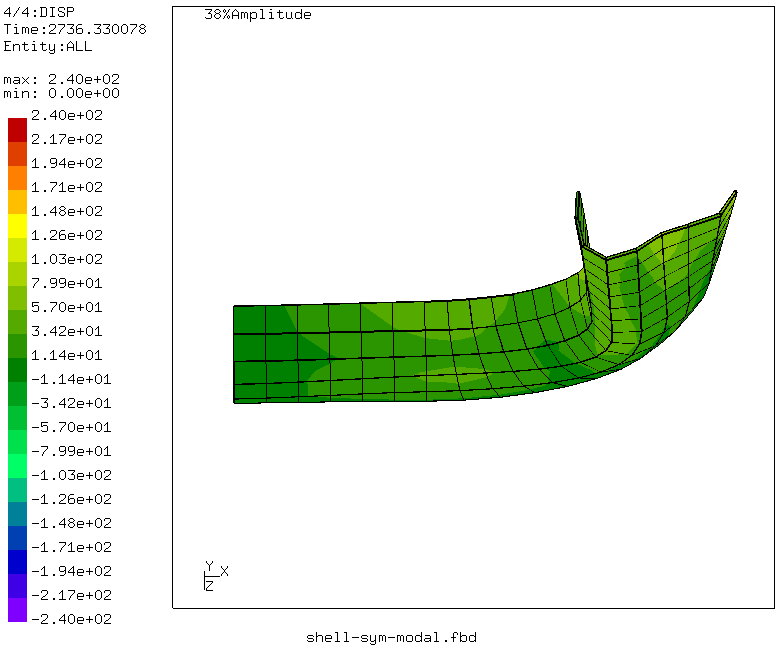 4/4:DISP
Time:2736.330078
Entity:ALL
max: 2.40e+02
min: 0.00e+00
2.40e+02
2.17e+02
1.94e+02
1.71e+02
1.48e+02
1.26e+02
1.03e+02
7.99e+01
5.70e+01
3.42e+01
1.14e+01
-1.14e+01
-3.42e+01
-5.70e+01
-7.99e+01
-1.03e+02
-1.26e+02
-1.48e+02
-1.71e+02
-1.94e+02
-2.17e+02
-2.40e+02
38%Amplitude
Y
X
Z
shell-sym-modal.fbd